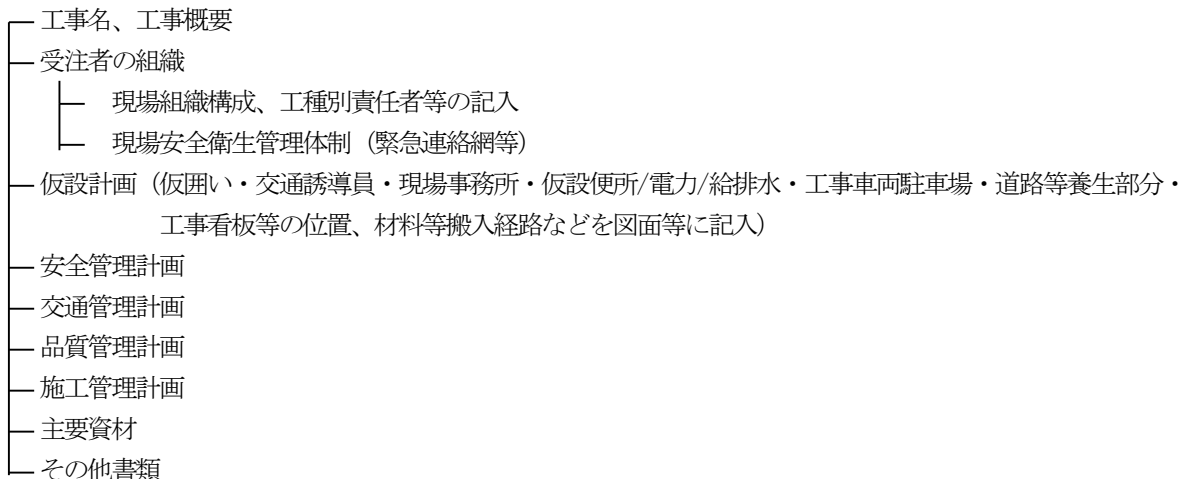 工事名、工事概要
受注者の組織
現場組織構成、工種別責任者等の記入
現場安全衛生管理体制（緊急連絡網等）
仮設計画（仮囲い・交通誘導員・現場事務所・仮設便所/電力/給排水・工事車両駐車場・道路等養生部分・
工事看板等の位置、材料等搬入経路などを図面等に記入）
安全管理計画
交通管理計画
品質管理計画
施工管理計画
主要資材
その他書類